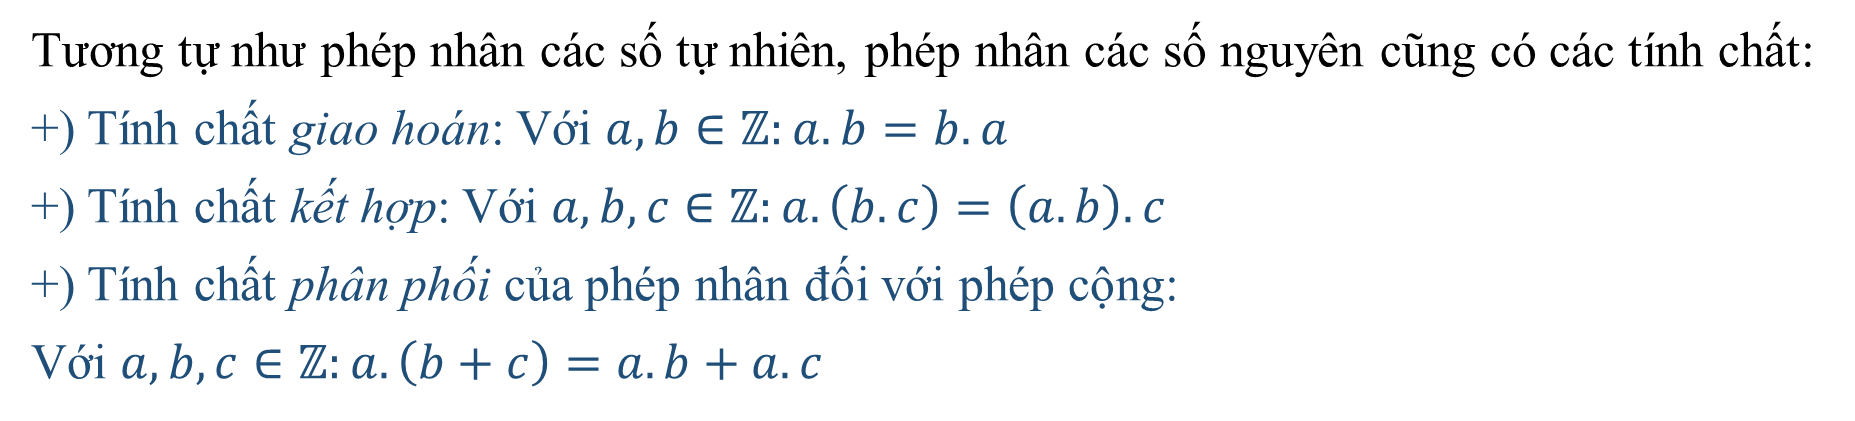 Tương tự như phép nhân các số tự nhiên, phép nhân các số nguyên cũng có các tính chất:
+) Tính chất giao hoán: Với a, b ∈ ℤ: a. b = b. a
+) Tính chất kết hợp: Với a, b, c ∈ ℤ: a. (b. c) = (a. b). c
+) Tính chất phân phối của phép nhân đối với phép cộng:
Với a, b, c ∈ ℤ: a. (b + c) = a. b + a. c